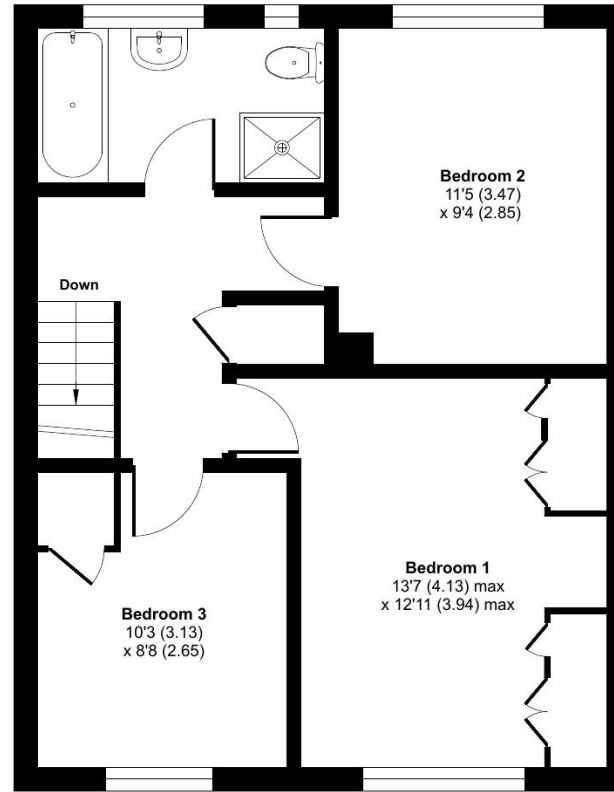 Bedroom 2
11'5 (3.47)
x 9'4 (2.85)
Down
Bedroom 1
13'7 (4.13) max
x 12'11 (3.94) max
Bedroom 3
10'3 (3.13)
x 8'8 (2.65)